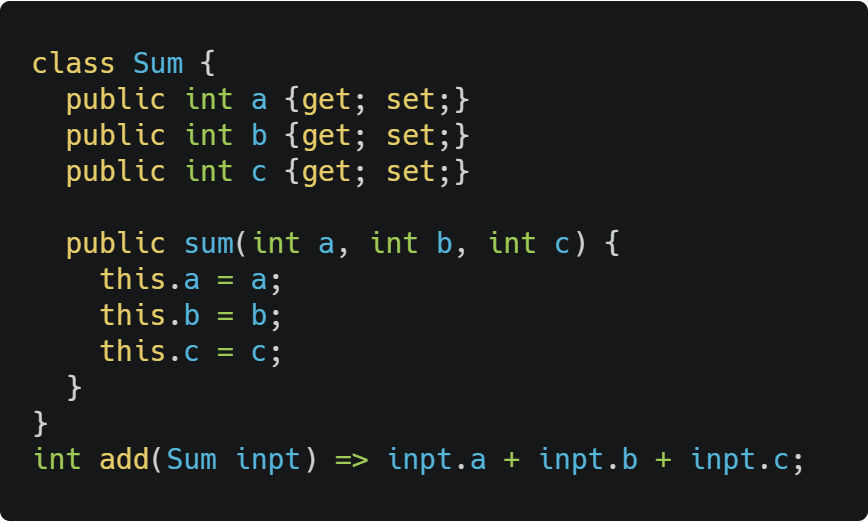 class Sum {
  public int a {get; set;}
  public int b {get; set;}
  public int c {get; set;}

  public sum(int a, int b, int c) {
    this.a = a;
    this.b = b;
    this.c = c;
  }
}
int add(Sum inpt) => inpt.a + inpt.b + inpt.c;